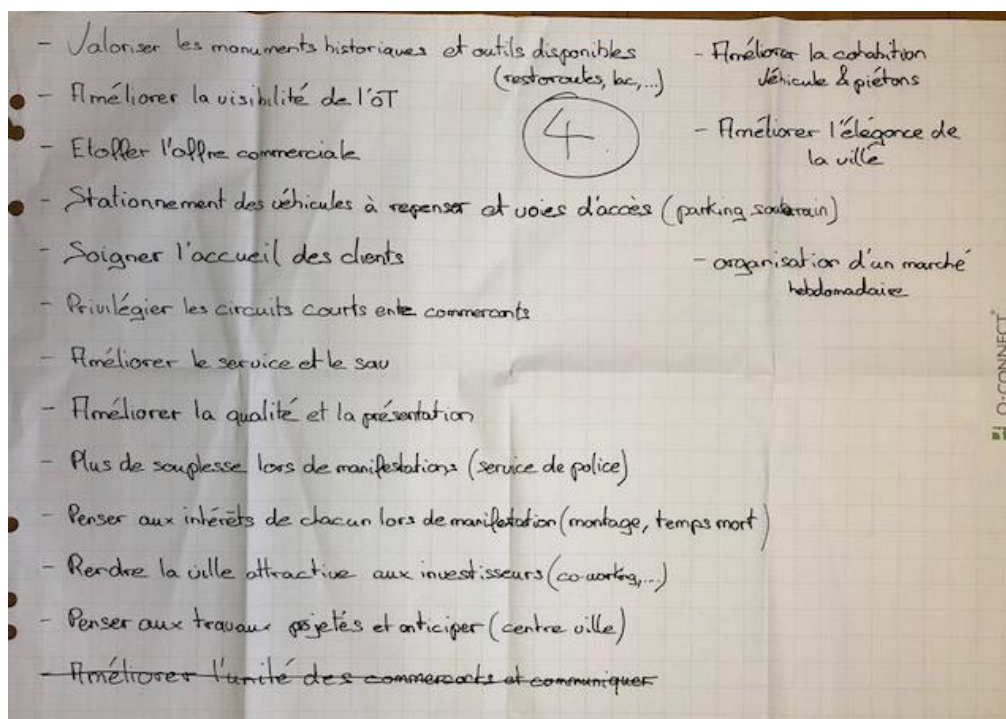 - Valoriser les monuments historiques et outils disponibles
(restoroutes, lac,...)
- Améliorer la visibilité de l'OT
- Etoffer l'offre commerciale
- Stationnement des véhicules à repenser et voies d'accès (parking souterrain)
- Soigner l'accueil des clients
- Privilégier les circuits courts ente commercants
- Améliorer le service et le sav
- Améliorer la qualité et la présentation
- Plus de souplesse lors de manifestations (service de police)
- Penser aux intérêts de chacun lors de manifestation (montage, temps mort)
- Rendre la ville attractive aux investisseurs (co-working,...)
- Penser aux travaux projetés et anticiper (centre ville)
- Améliorer l'unité des commercants et communiquer
4
- Améliorer la cohabition
véhicule & piétons
- Améliorer l'élégance de
la ville
- organisation d'un marché
hebdomadaire
Q-CONNECT